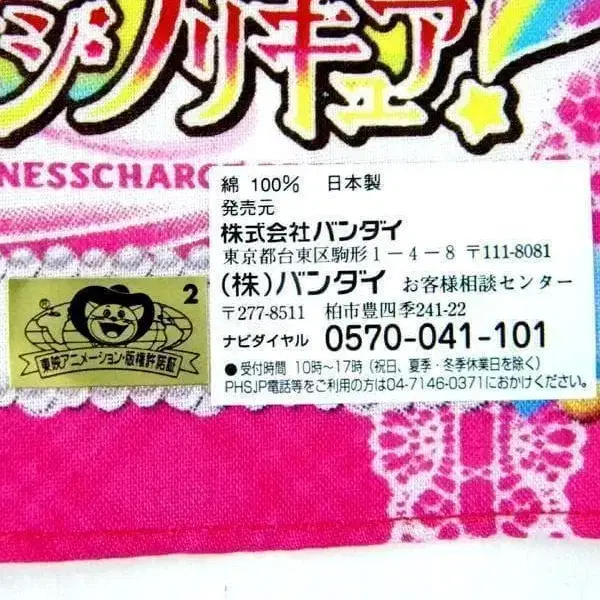 ジプリキュア!
NESSCHARGE
綿 100% 日本製
発売元
株式会社バンダイ
東京都台東区駒形1-4-8 〒111-8081
(株)バンダイ お客様相談センター
〒277-8511 柏市豊四季241-22
ナビダイヤル 0570-041-101
●受付時間 10時~17時(祝日、夏季・冬季休業日を除く)
PHSJP電話等をご利用の方は04-7146-0371におかけください。
2
®
東映アニメーション・版権許諾証